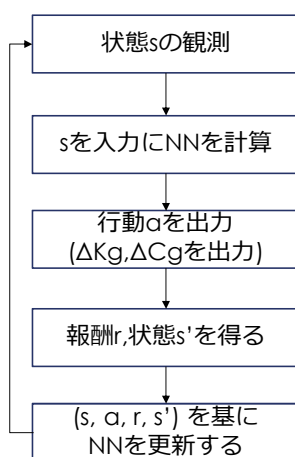 状態sの観測
sを入力にNNを計算
行動aを出力
(ΔKg,ΔCgを出力)
報酬r,状態s’を得る
(s, a, r, s’) を基に
NNを更新する